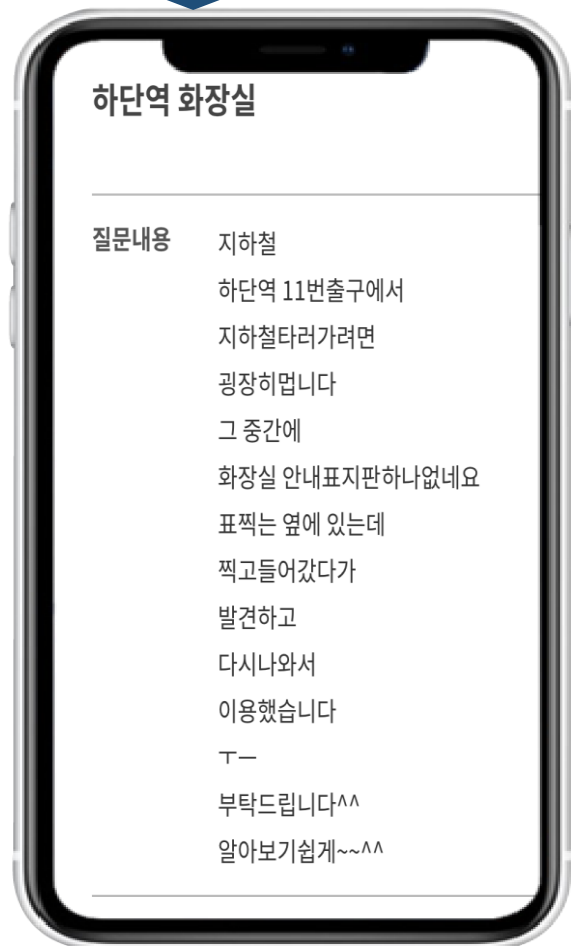 하단역 화장실
질문내용
지하철
하단역 11번출구에서
지하철타러가려면
굉장히멉니다
그 중간에
화장실 안내표지판하나없네요
표찍는 옆에 있는데
찍고들어갔다가
발견하고
다시나와서
이용했습니다
ㅜㅡ
부탁드립니다^^
알아보기쉽게~~^^